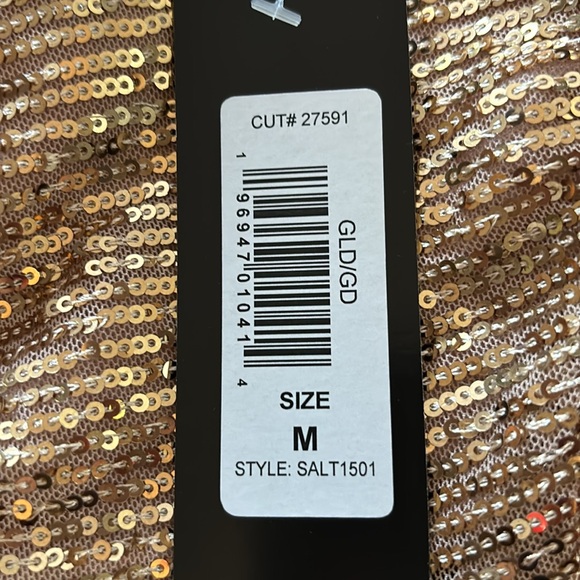 CUT# 27591
1 96947 01041 4
GLD/GD
SIZE
M
STYLE: SALT1501